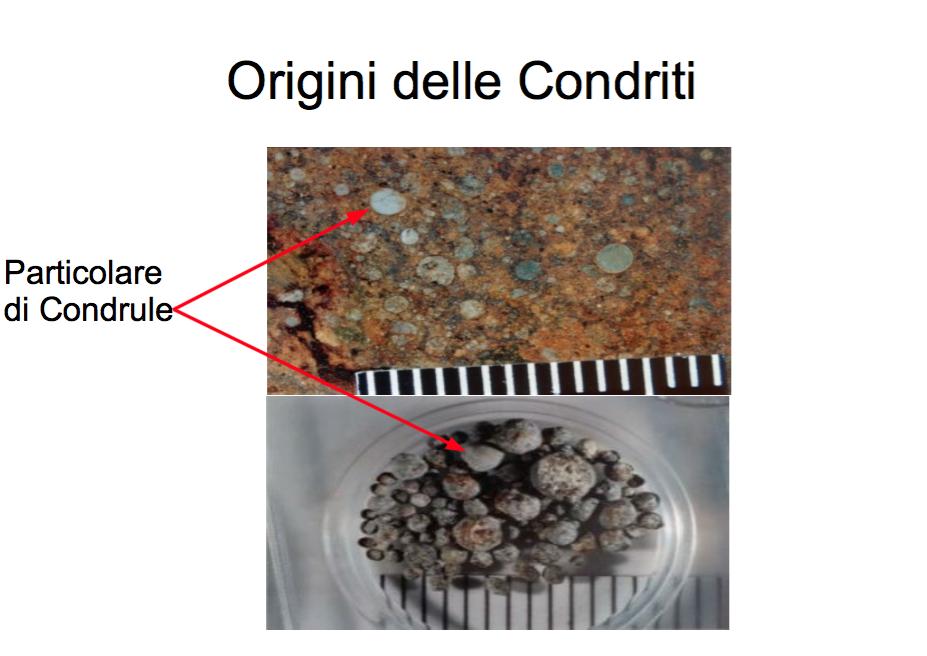 Origini delle Condriti
Particolare
di Condrule